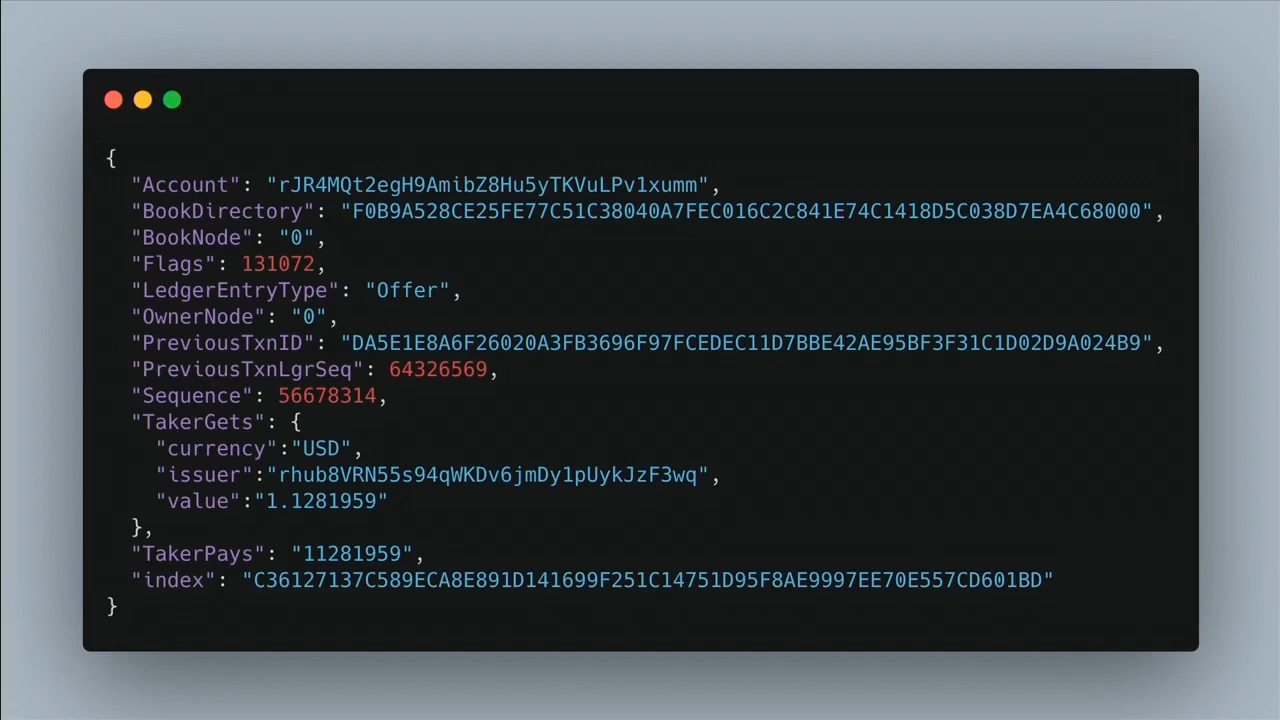 {
"Account": "rJR4MQt2egH9AmibZ8Hu5yTKVuLPv1xumm",
"BookDirectory": "F0B9A528CE25FE77C51C38040A7FEC016C2C841E74C1418D5C038D7EA4C68000",
"BookNode": "0",
"Flags": 131072,
"LedgerEntryType": "Offer",
"OwnerNode": "0",
"PreviousTxnID": "DA5E1E8A6F26020A3FB3696F97FCEDEC11D7BBE42AE95BF3F31C1D02D9A024B9",
"PreviousTxnLgrSeq": 64326569,
"Sequence": 56678314,
"TakerGets": {
"currency":"USD",
"issuer":"rhub8VRN55s94qWKDv6jmDy1pUykJzF3wq",
"value":"1.1281959"
},
"TakerPays": "11281959",
"index": "C36127137C589ECA8E891D141699F251C14751D95F8AE9997EE70E557CD601BD"
}